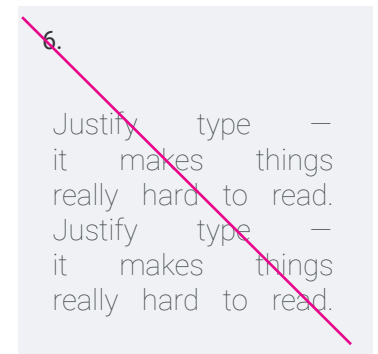 6.
Justify type —
it makes things
really hard to read.
Justify type —
it makes things
really hard to read.